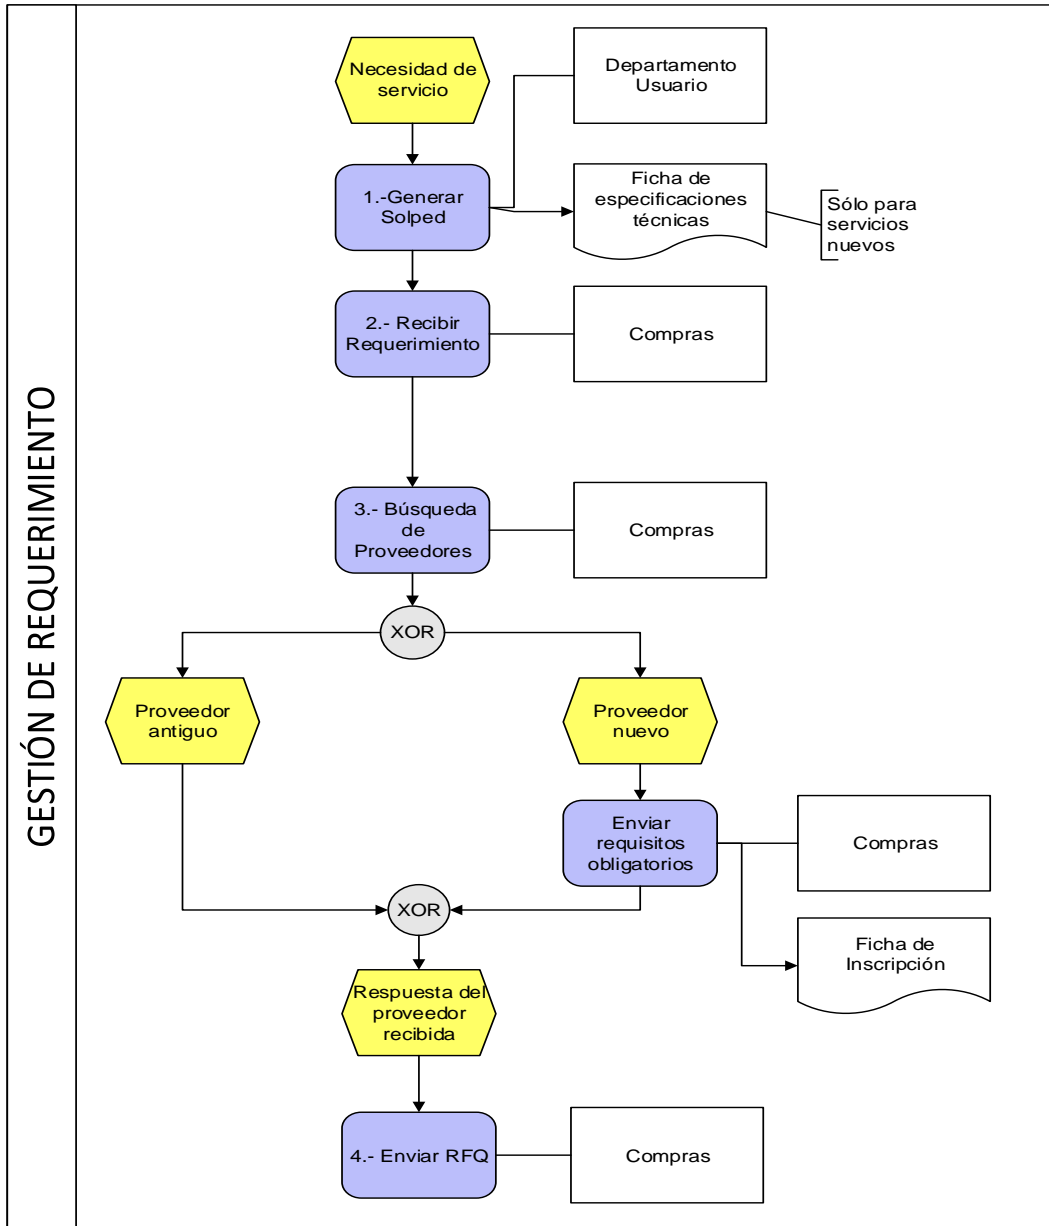 GESTIÓN DE REQUERIMIENTO
Necesidad de
servicio
Departamento
Usuario
1.-Generar
Solped
Ficha de
especificaciones
técnicas
Sólo para
servicios
nuevos
2.- Recibir
Requerimiento
Compras
3.- Búsqueda
de
Proveedores
Compras
XOR
Proveedor
antiguo
Proveedor
nuevo
Enviar
requisitos
obligatorios
Compras
XOR
Ficha de
Inscripción
Respuesta del
proveedor
recibida
4.- Enviar RFQ
Compras